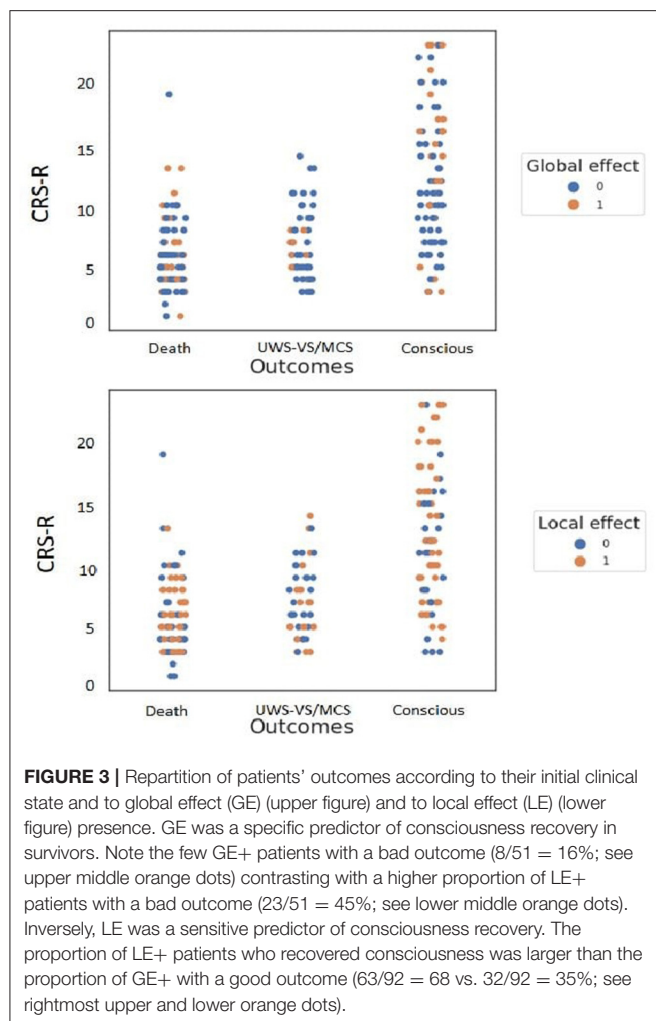 20
15
10
5
0
CRS-R
Death
UWS-VS/MCS
Conscious
Outcomes
Global effect
0
1
20
15
10
5
0
CRS-R
Death
UWS-VS/MCS
Conscious
Outcomes
Local effect
0
1
FIGURE 3 | Repartition of patients' outcomes according to their initial clinical
state and to global effect (GE) (upper figure) and to local effect (LE) (lower
figure) presence. GE was a specific predictor of consciousness recovery in
survivors. Note the few GE+ patients with a bad outcome (8/51 = 16%; see
upper middle orange dots) contrasting with a higher proportion of LE+
patients with a bad outcome (23/51 = 45%; see lower middle orange dots).
Inversely, LE was a sensitive predictor of consciousness recovery. The
proportion of LE+ patients who recovered consciousness was larger than the
proportion of GE+ with a good outcome (63/92 = 68 vs. 32/92 = 35%; see
rightmost upper and lower orange dots).